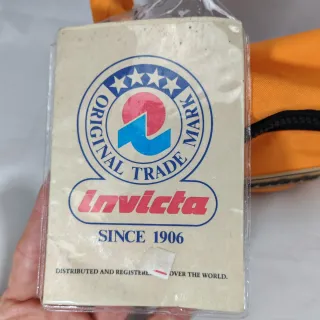 ORIGINAL TRADE MARK
Invicta
SINCE 1906
DISTRIBUTED AND REGISTERED OVER THE WORLD.